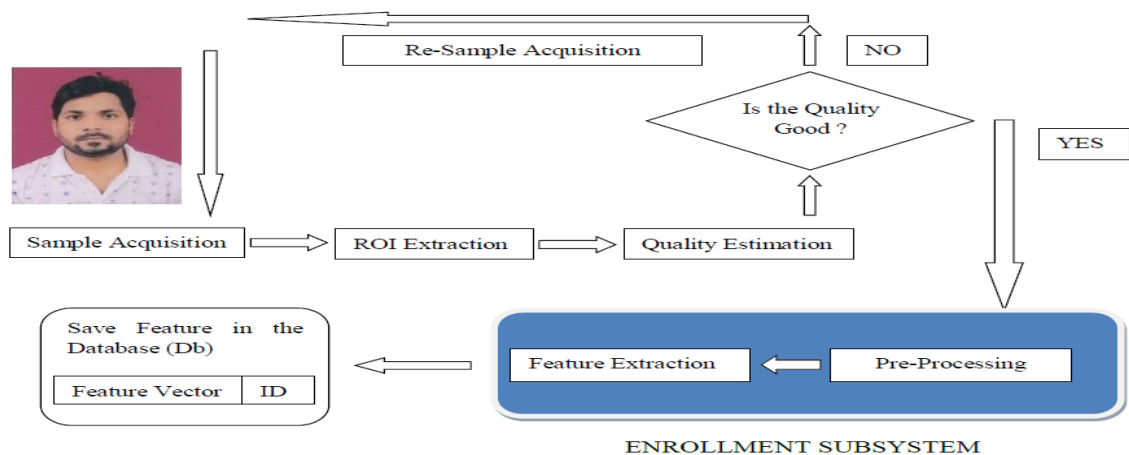 Re-Sample Acquisition
NO
Is the Quality
Good ?
YES
Sample Acquisition
ROI Extraction
Quality Estimation
Save Feature in the
Database (Db)
Feature Vector
ID
Feature Extraction
Pre-Processing
ENROLLMENT SUBSYSTEM